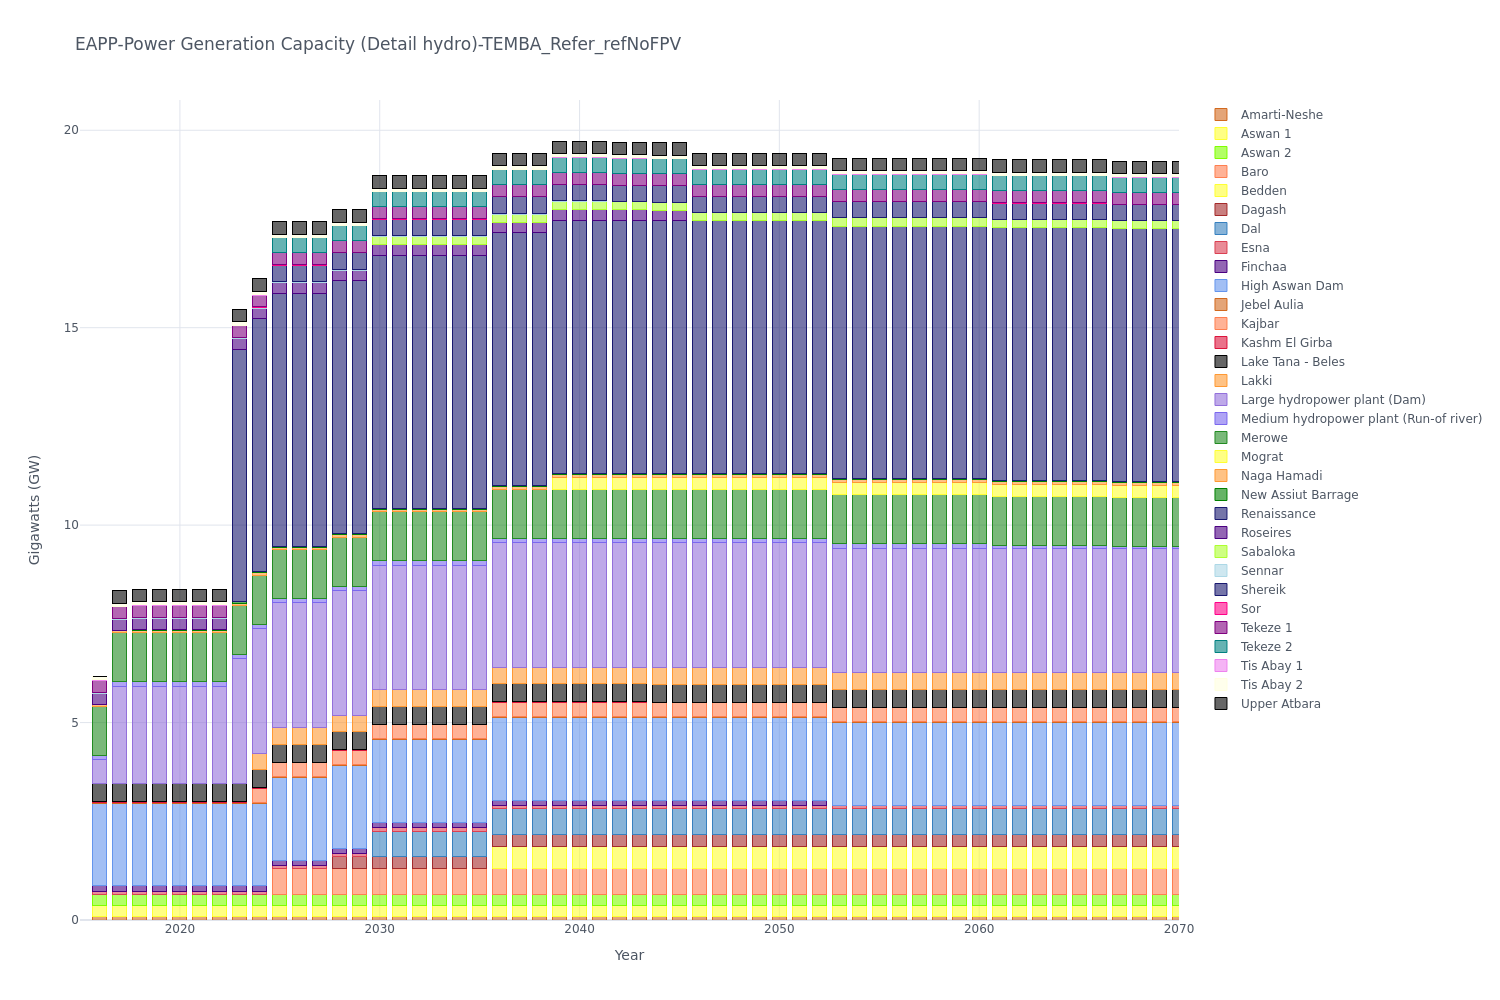 EAPP-Power Generation Capacity (Detail hydro)-TEMBA_Refer_refNoFPV
Gigawatts (GW)
20
15
10
5
0
2020
2030
2040
2050
2060
2070
Year
Amarti-Neshe
Aswan 1
Aswan 2
Baro
Bedden
Dagash
Dal
Esna
Finchaa
High Aswan Dam
Jebel Aulia
Kajbar
Kashm El Girba
Lake Tana - Beles
Lakki
Large hydropower plant (Dam)
Medium hydropower plant (Run-of river)
Merowe
Mograt
Naga Hamadi
New Assiut Barrage
Renaissance
Roseires
Sabaloka
Sennar
Shereik
Sor
Tekeze 1
Tekeze 2
Tis Abay 1
Tis Abay 2
Upper Atbara